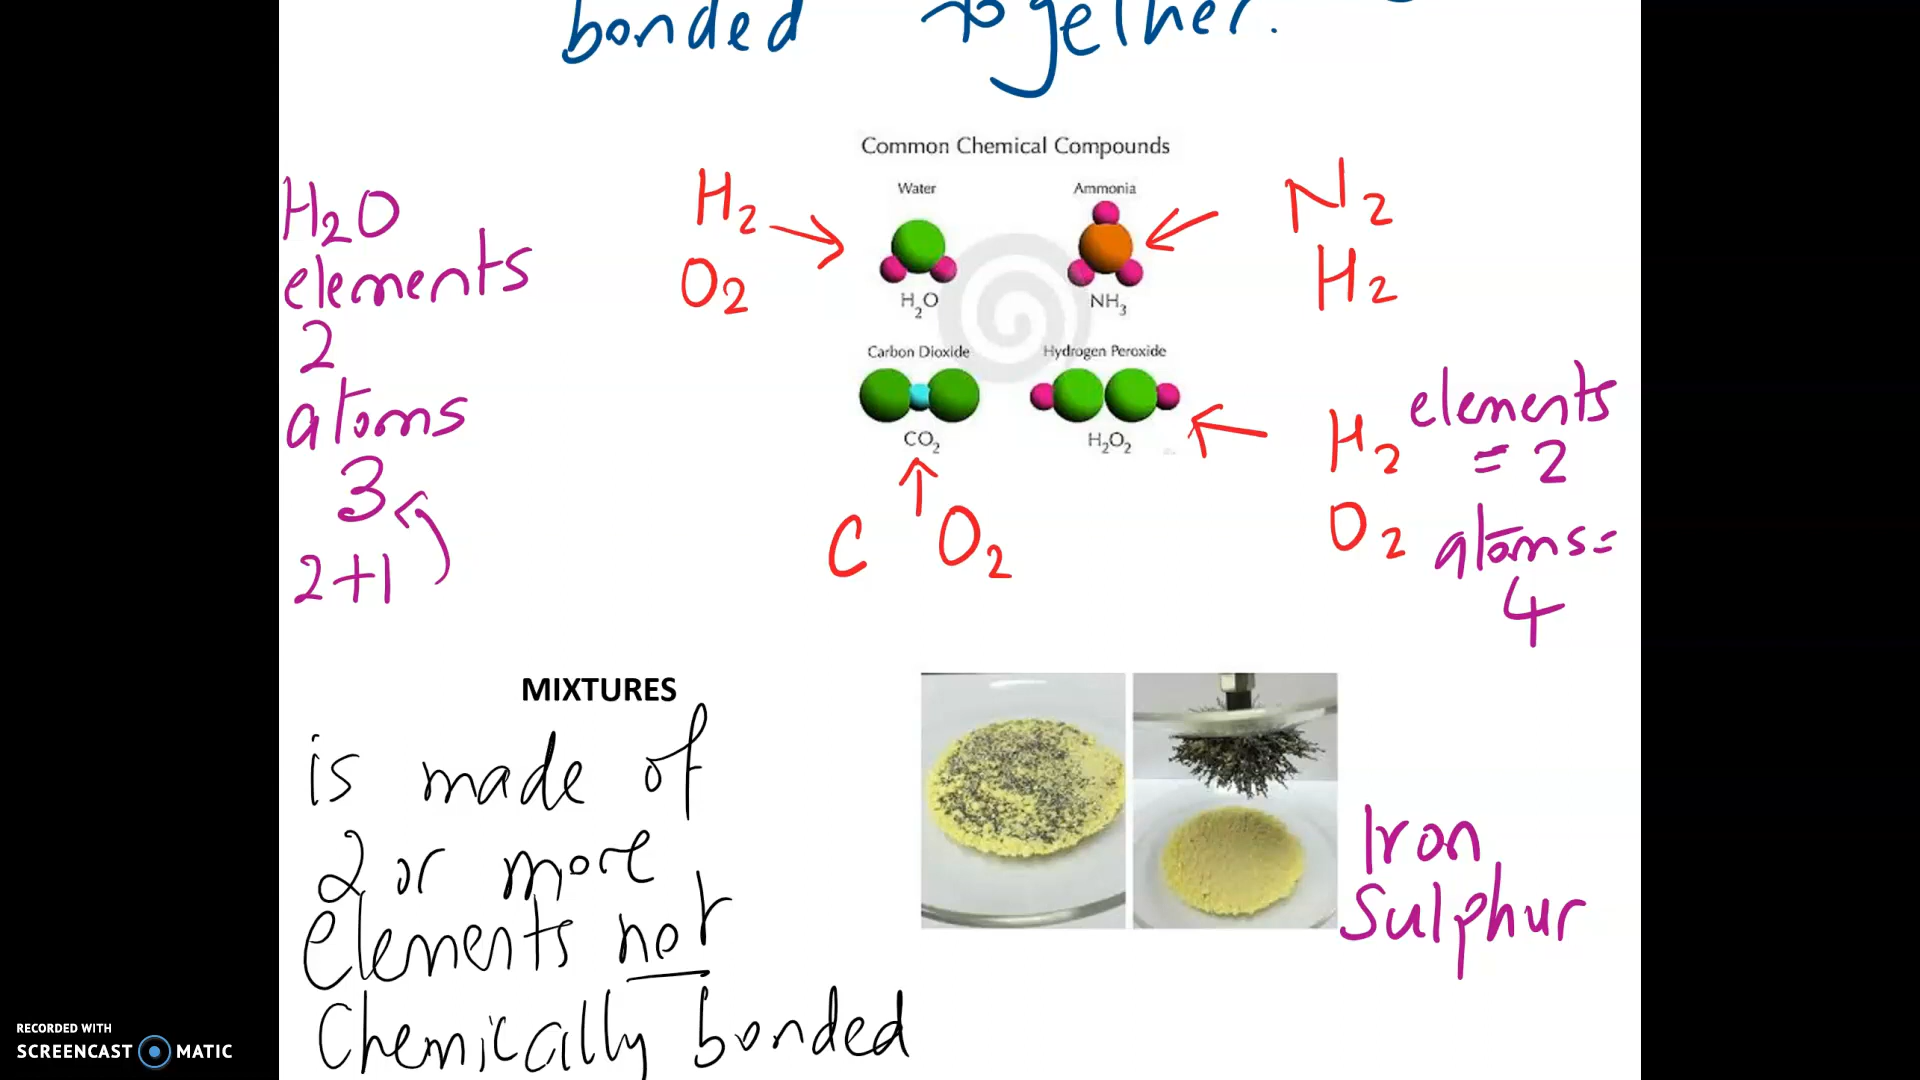 bonded together.
Common Chemical Compounds
Water
Ammonia
H2O
NH3
Carbon Dioxide
Hydrogen Peroxide
CO2
H2O2
H2O
elements
2
atoms
3
2+1
H2
O2
N2
H2
C O2
H2
O2
elements
= 2
atoms=
4
MIXTURES
is made of
2 or more
elements not
Chemically bonded
Iron
Sulphur
RECORDED WITH
SCREENCAST MATIC